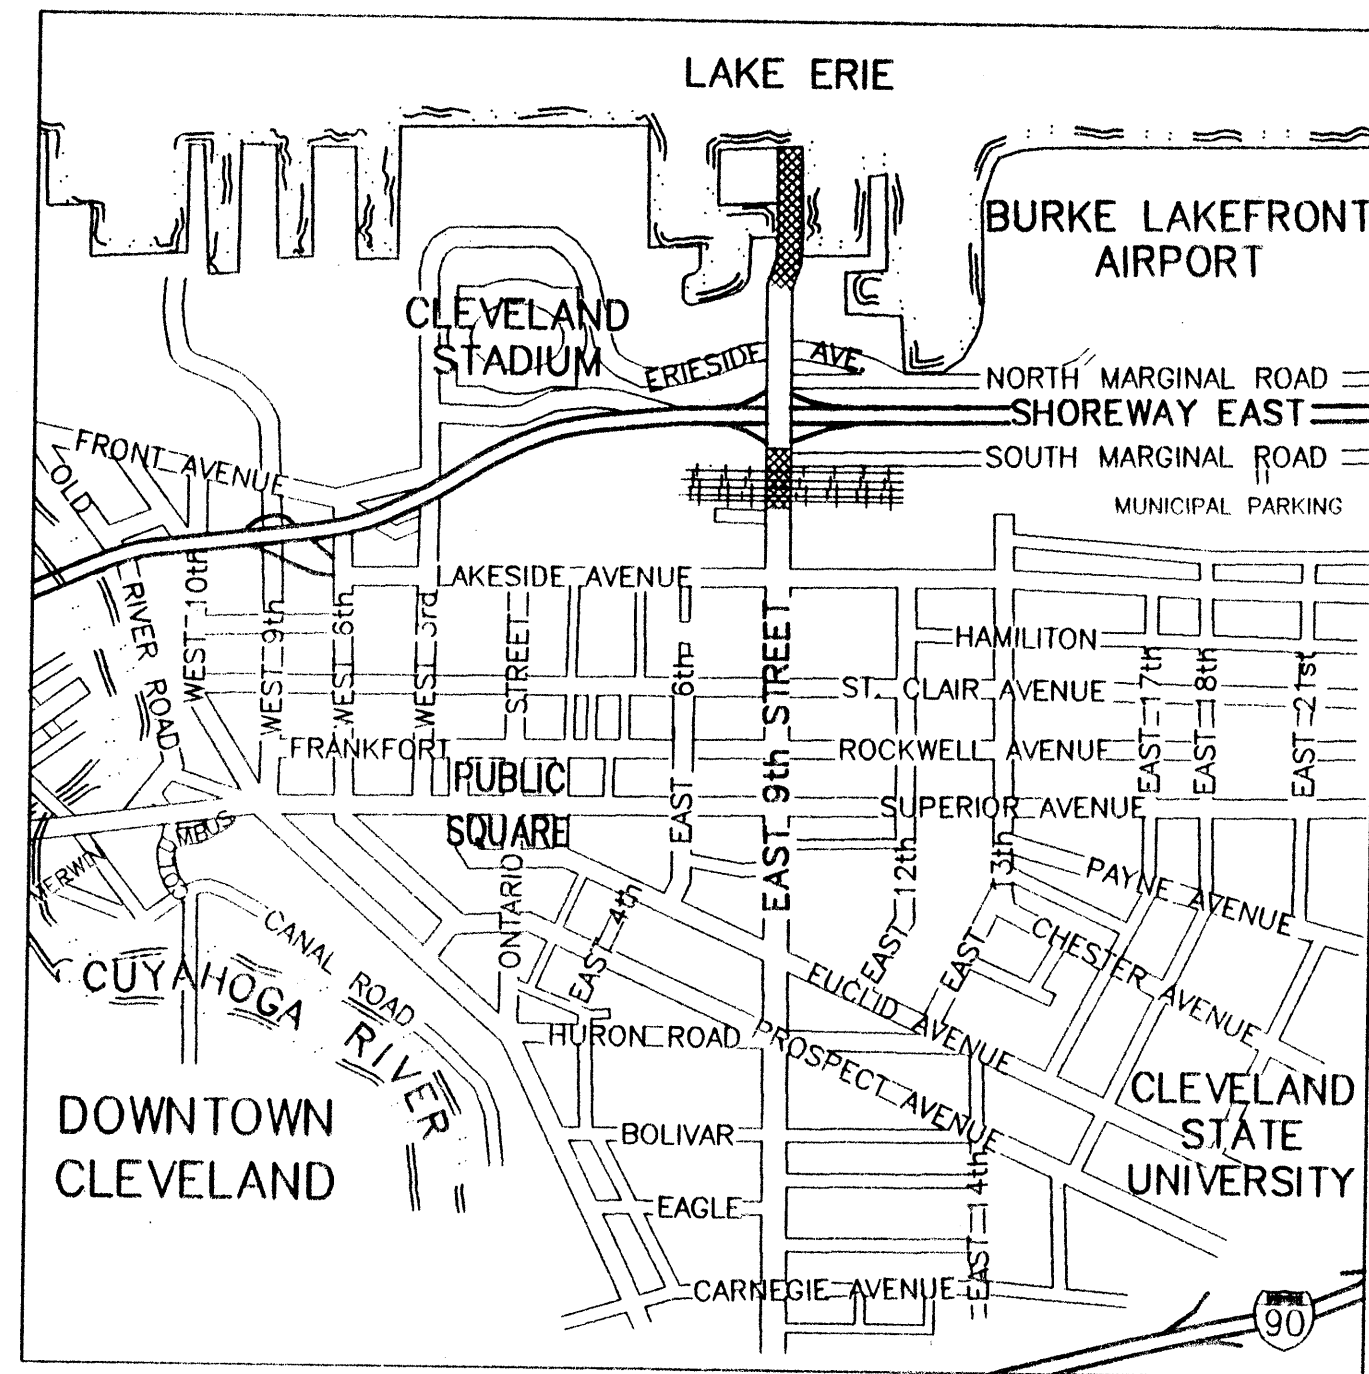 LAKE ERIE
BURKE LAKEFRONT
AIRPORT
CLEVELAND
STADIUM
ERIESIDE AVE.
NORTH MARGINAL ROAD
SHOREWAY EAST
SOUTH MARGINAL ROAD
MUNICIPAL PARKING
FRONT AVENUE
OLD RIVER ROAD
WEST 10th
WEST 9th
WEST 6th
WEST 3rd
LAKESIDE AVENUE
STREET
EAST 6th
EAST 9th STREET
HAMILITON
ST. CLAIR AVENUE
EAST 17th
EAST 18th
EAST 21st
FRANKFORT
ROCKWELL AVENUE
PUBLIC
SQUARE
SUPERIOR AVENUE
MERWIN
ONTARIO
EAST 4th
EAST 12th
EAST 13th
PAYNE AVENUE
CHESTER AVENUE
CANAL ROAD
CUYAHOGA RIVER
EUCLID AVENUE
HURON ROAD
PROSPECT AVENUE
DOWNTOWN
CLEVELAND
CLEVELAND
STATE
UNIVERSITY
BOLIVAR
EAST 14th
EAGLE
CARNEGIE AVENUE
90